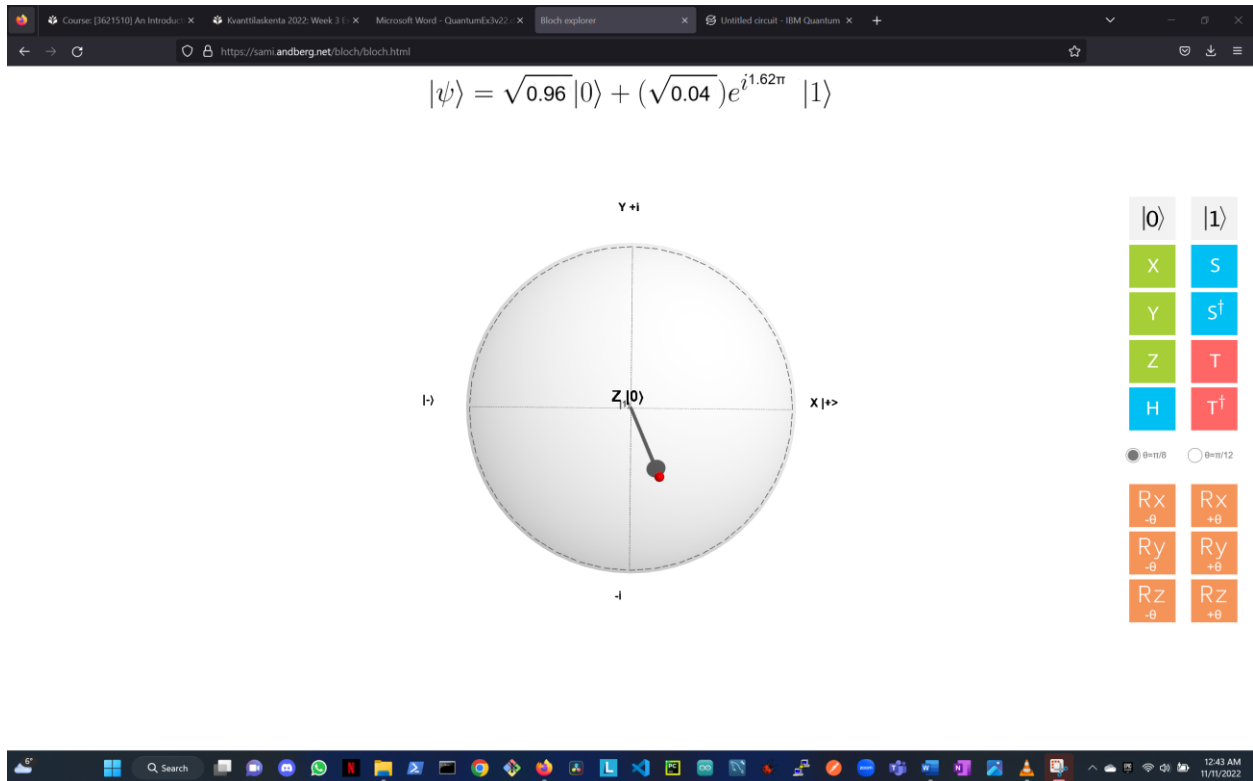 Course: [3621510] An Introducti
Kvanttilaskenta 2022: Week 3 E
Microsoft Word - QuantumEx3v22.
Bloch explorer
Untitled circuit - IBM Quantum
https://sami.andberg.net/bloch/bloch.html
|ψ⟩ = √0.96 |0⟩ + (√0.04 )e^{i1.62π} |1⟩
Y +i
|-⟩
Z |0⟩
X |+>
-i
|0⟩ |1⟩
X S
Y S†
Z T
H T†
θ=π/8 θ=π/12
Rx Rx
-θ +θ
Ry Ry
-θ +θ
Rz Rz
-θ +θ
6°
Search
12:43 AM
11/11/2022